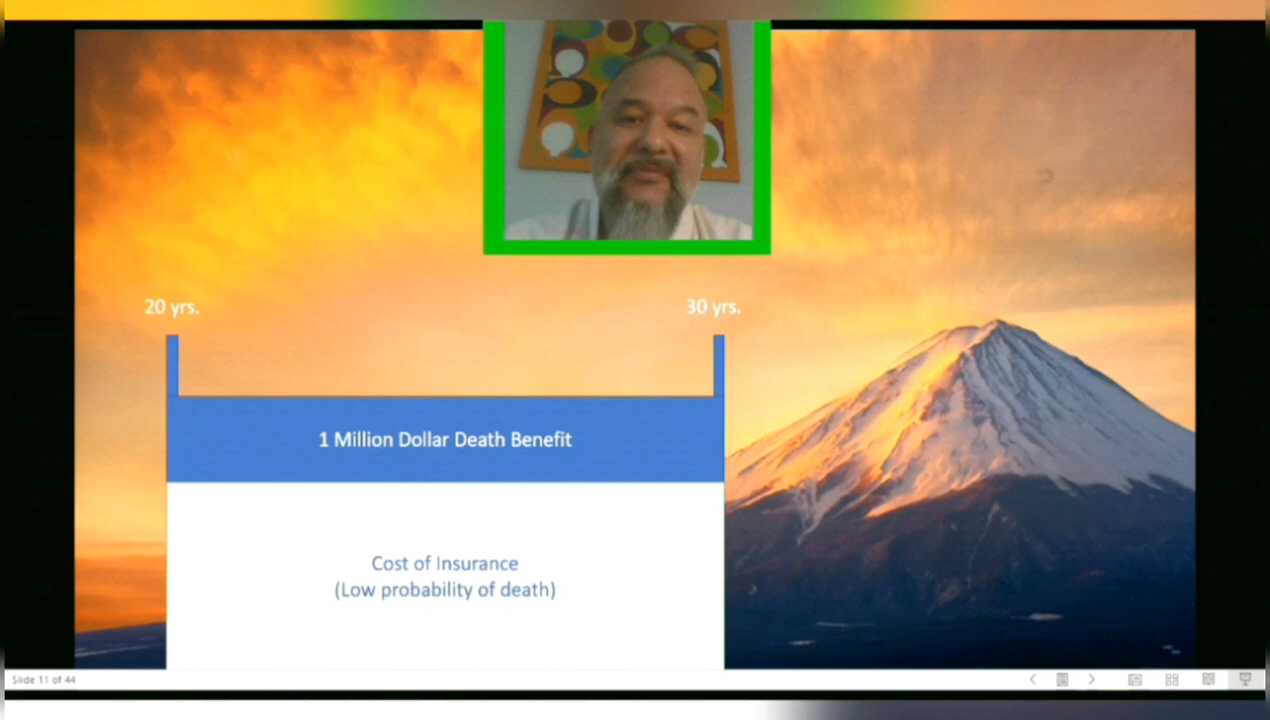 20 yrs.
30 yrs.
1 Million Dollar Death Benefit
Cost of Insurance
(Low probability of death)
Slide 11 of 44